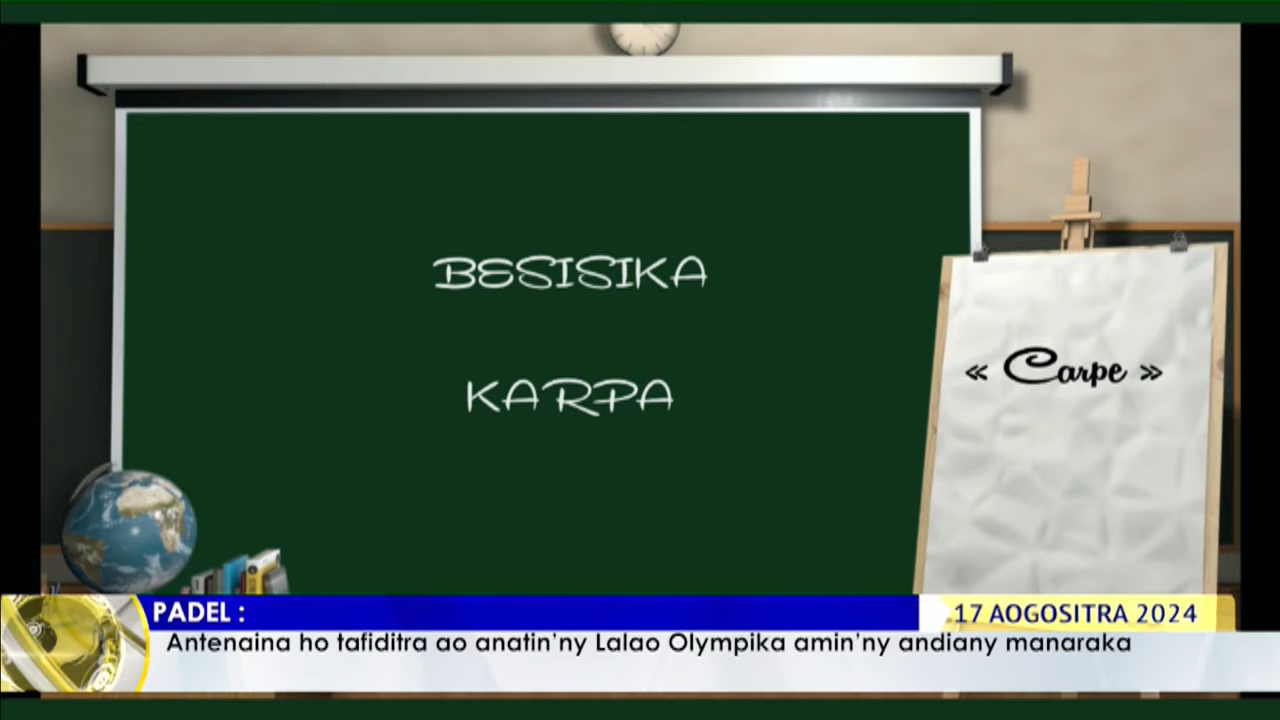 BESISIKA
KARPA
« Carpe »
PADEL :
17 AOGOSITRA 2024
Antenaina ho tafiditra ao anatin'ny Lalao Olympika amin'ny andiany manaraka